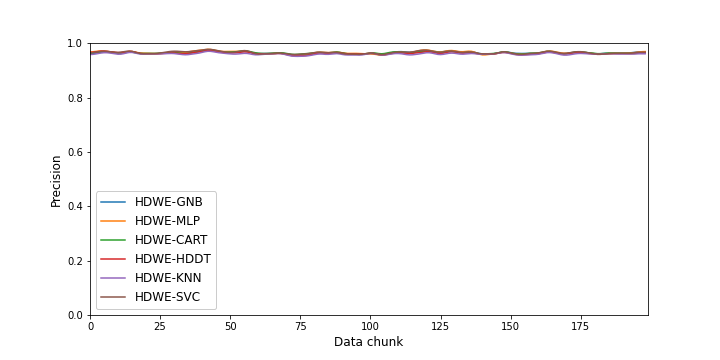 1.0
0.8
0.6
0.4
0.2
0.0
Precision
HDWE-GNB
HDWE-MLP
HDWE-CART
HDWE-HDDT
HDWE-KNN
HDWE-SVC
0 25 50 75 100 125 150 175
Data chunk